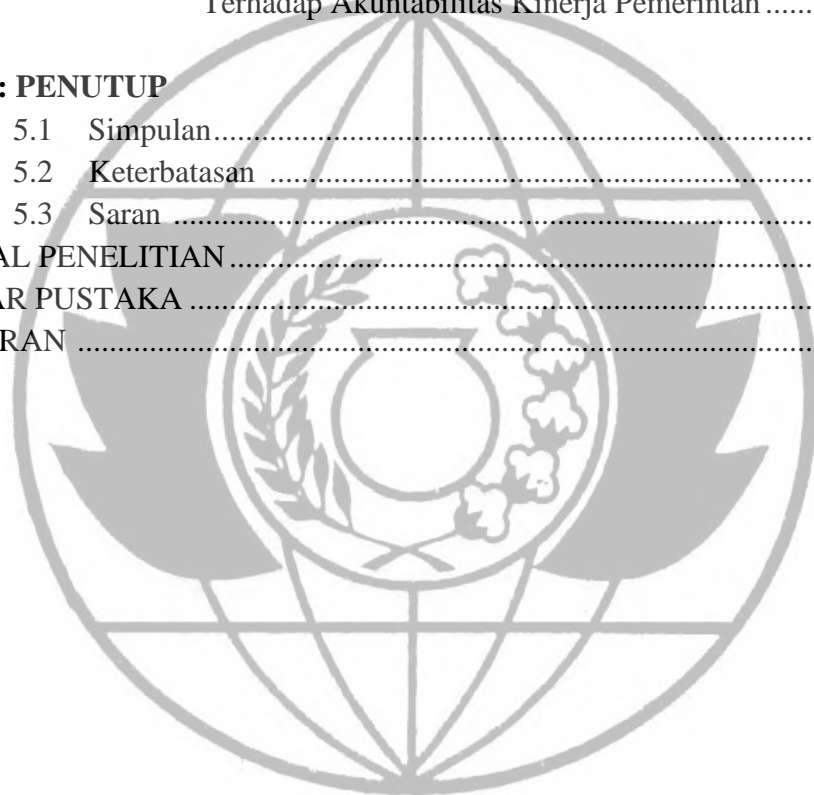 Terhadap Akuntabilitas Kinerja Pemerintah ......
: PENUTUP
5.1 Simpulan............................................................................
5.2 Keterbatasan .....................................................................
5.3 Saran .................................................................................
AL PENELITIAN..........................................................................
AR PUSTAKA ...............................................................................
RAN .............................................................................................